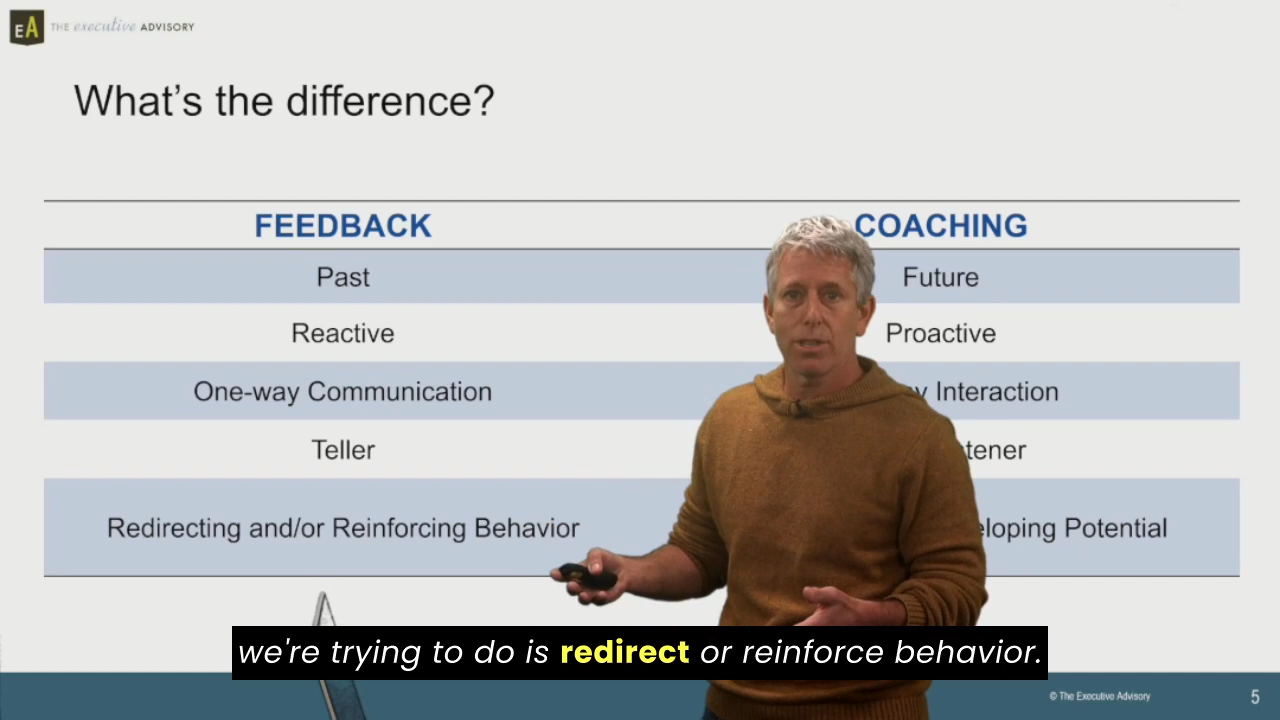 EA THE executive ADVISORY
What's the difference?
FEEDBACK COACHING
Past Future
Reactive Proactive
One-way Communication Interaction
Teller
Redirecting and/or Reinforcing Behavior Potential
we're trying to do is redirect or reinforce behavior.
© The Executive Advisory 5